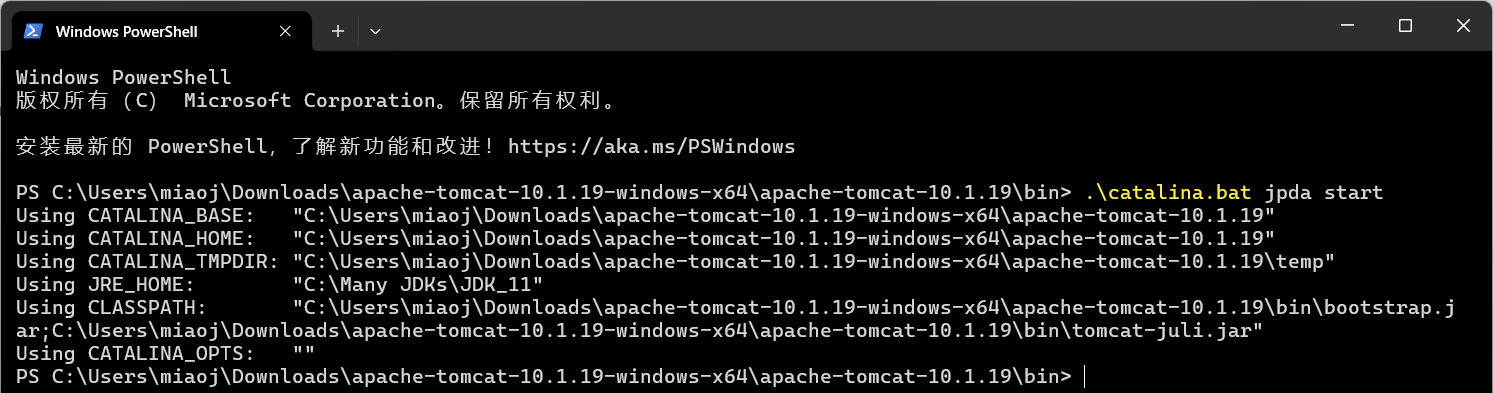 Windows PowerShell
Windows PowerShell
版权所有 (C)  Microsoft Corporation。保留所有权利。
安装最新的 PowerShell，了解新功能和改进！https://aka.ms/PSWindows
PS C:\Users\miaoj\Downloads\apache-tomcat-10.1.19-windows-x64\apache-tomcat-10.1.19\bin> .\catalina.bat jpda start
Using CATALINA_BASE:   "C:\Users\miaoj\Downloads\apache-tomcat-10.1.19-windows-x64\apache-tomcat-10.1.19"
Using CATALINA_HOME:   "C:\Users\miaoj\Downloads\apache-tomcat-10.1.19-windows-x64\apache-tomcat-10.1.19"
Using CATALINA_TMPDIR: "C:\Users\miaoj\Downloads\apache-tomcat-10.1.19-windows-x64\apache-tomcat-10.1.19\temp"
Using JRE_HOME:        "C:\Many JDKs\JDK_11"
Using CLASSPATH:       "C:\Users\miaoj\Downloads\apache-tomcat-10.1.19-windows-x64\apache-tomcat-10.1.19\bin\bootstrap.j
ar;C:\Users\miaoj\Downloads\apache-tomcat-10.1.19-windows-x64\apache-tomcat-10.1.19\bin\tomcat-juli.jar"
Using CATALINA_OPTS:   ""
PS C:\Users\miaoj\Downloads\apache-tomcat-10.1.19-windows-x64\apache-tomcat-10.1.19\bin>